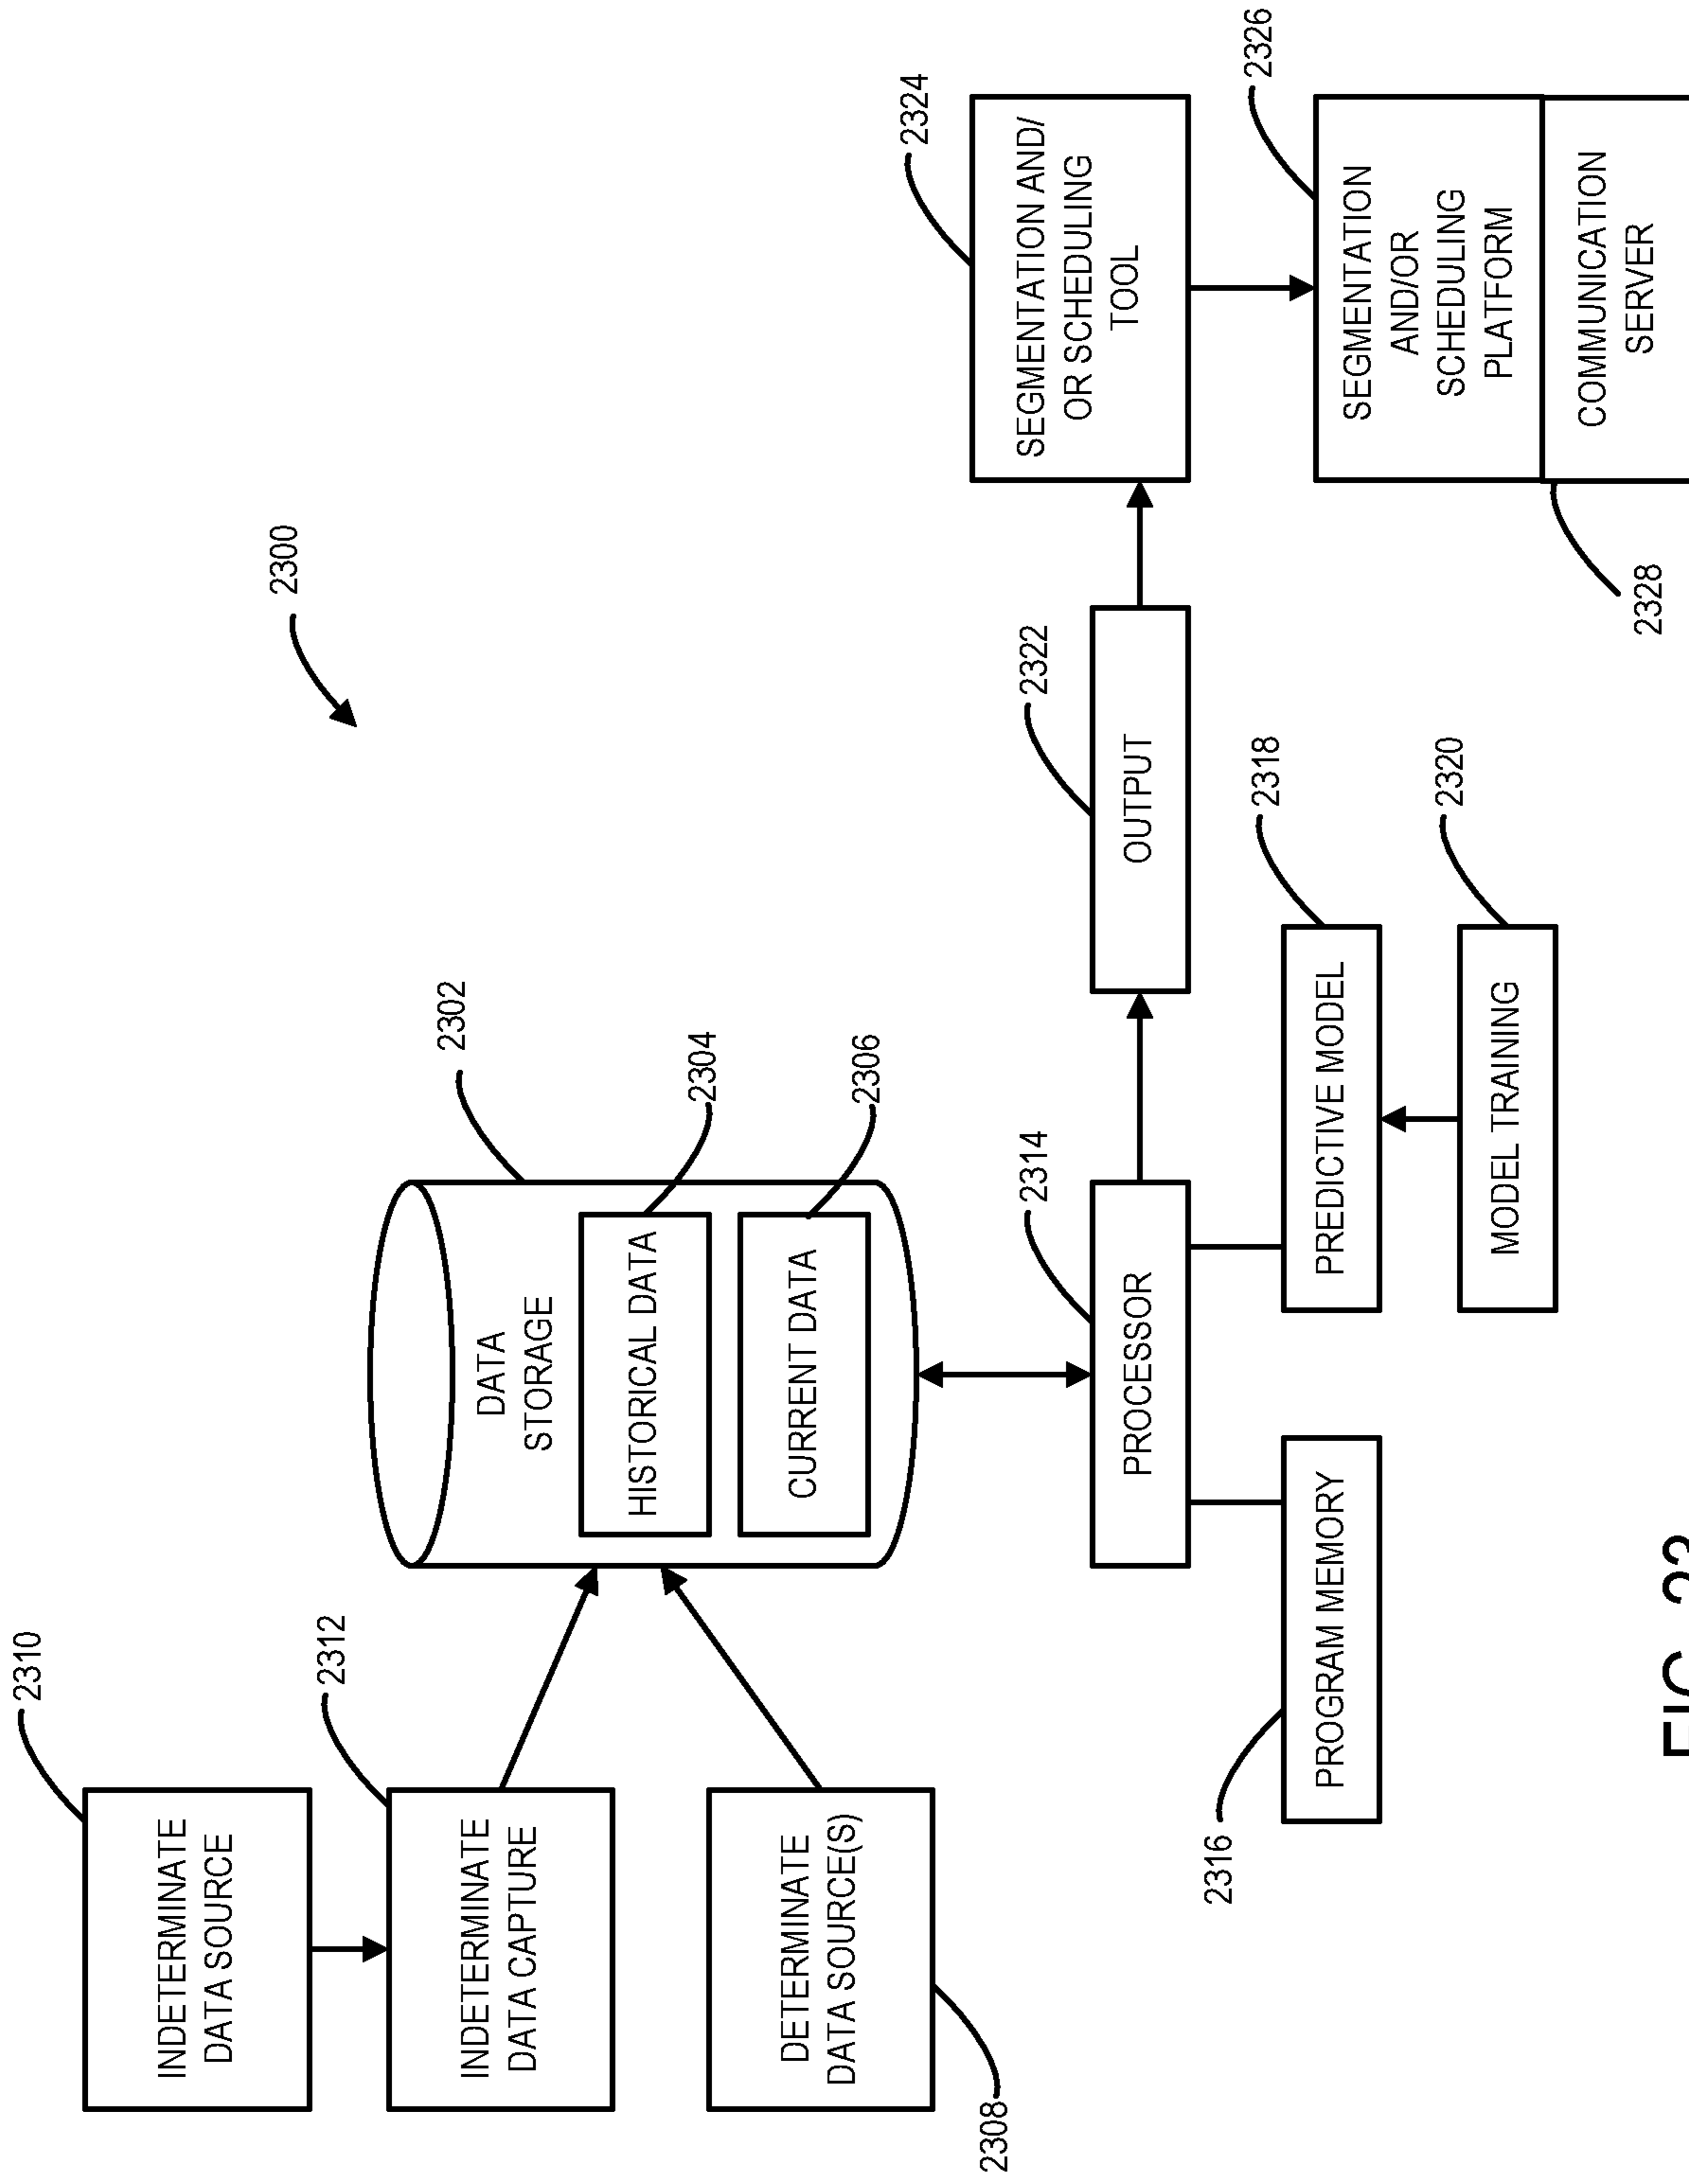 2300
2310
INDETERMINATE
DATA SOURCE
2312
INDETERMINATE
DATA CAPTURE
DETERMINATE
DATA SOURCE(S)
2308
2302
DATA
STORAGE
HISTORICAL DATA
2304
CURRENT DATA
2306
2314
PROCESSOR
2316
PROGRAM MEMORY
PREDICTIVE MODEL
2318
MODEL TRAINING
2320
2322
OUTPUT
2324
SEGMENTATION AND/
OR SCHEDULING
TOOL
2326
SEGMENTATION
AND/OR
SCHEDULING
PLATFORM
COMMUNICATION
SERVER
2328
FIG. 23